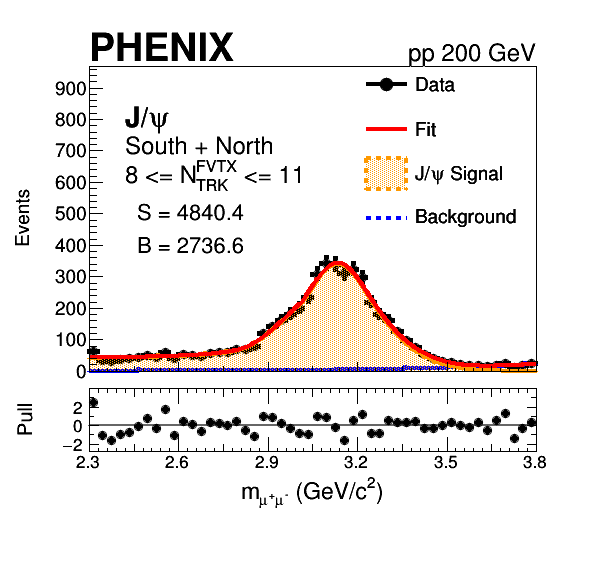 PHENIX pp 200 GeV
Data
Fit
J/ψ Signal
Background
J/ψ
South + North
8 <= N^FVTX_TRK <= 11
S = 4840.4
B = 2736.6
Events
900
800
700
600
500
400
300
200
100
0
Pull
2
0
−2
2.3 2.6 2.9 3.2 3.5 3.8
m_μ⁺μ⁻ (GeV/c²)